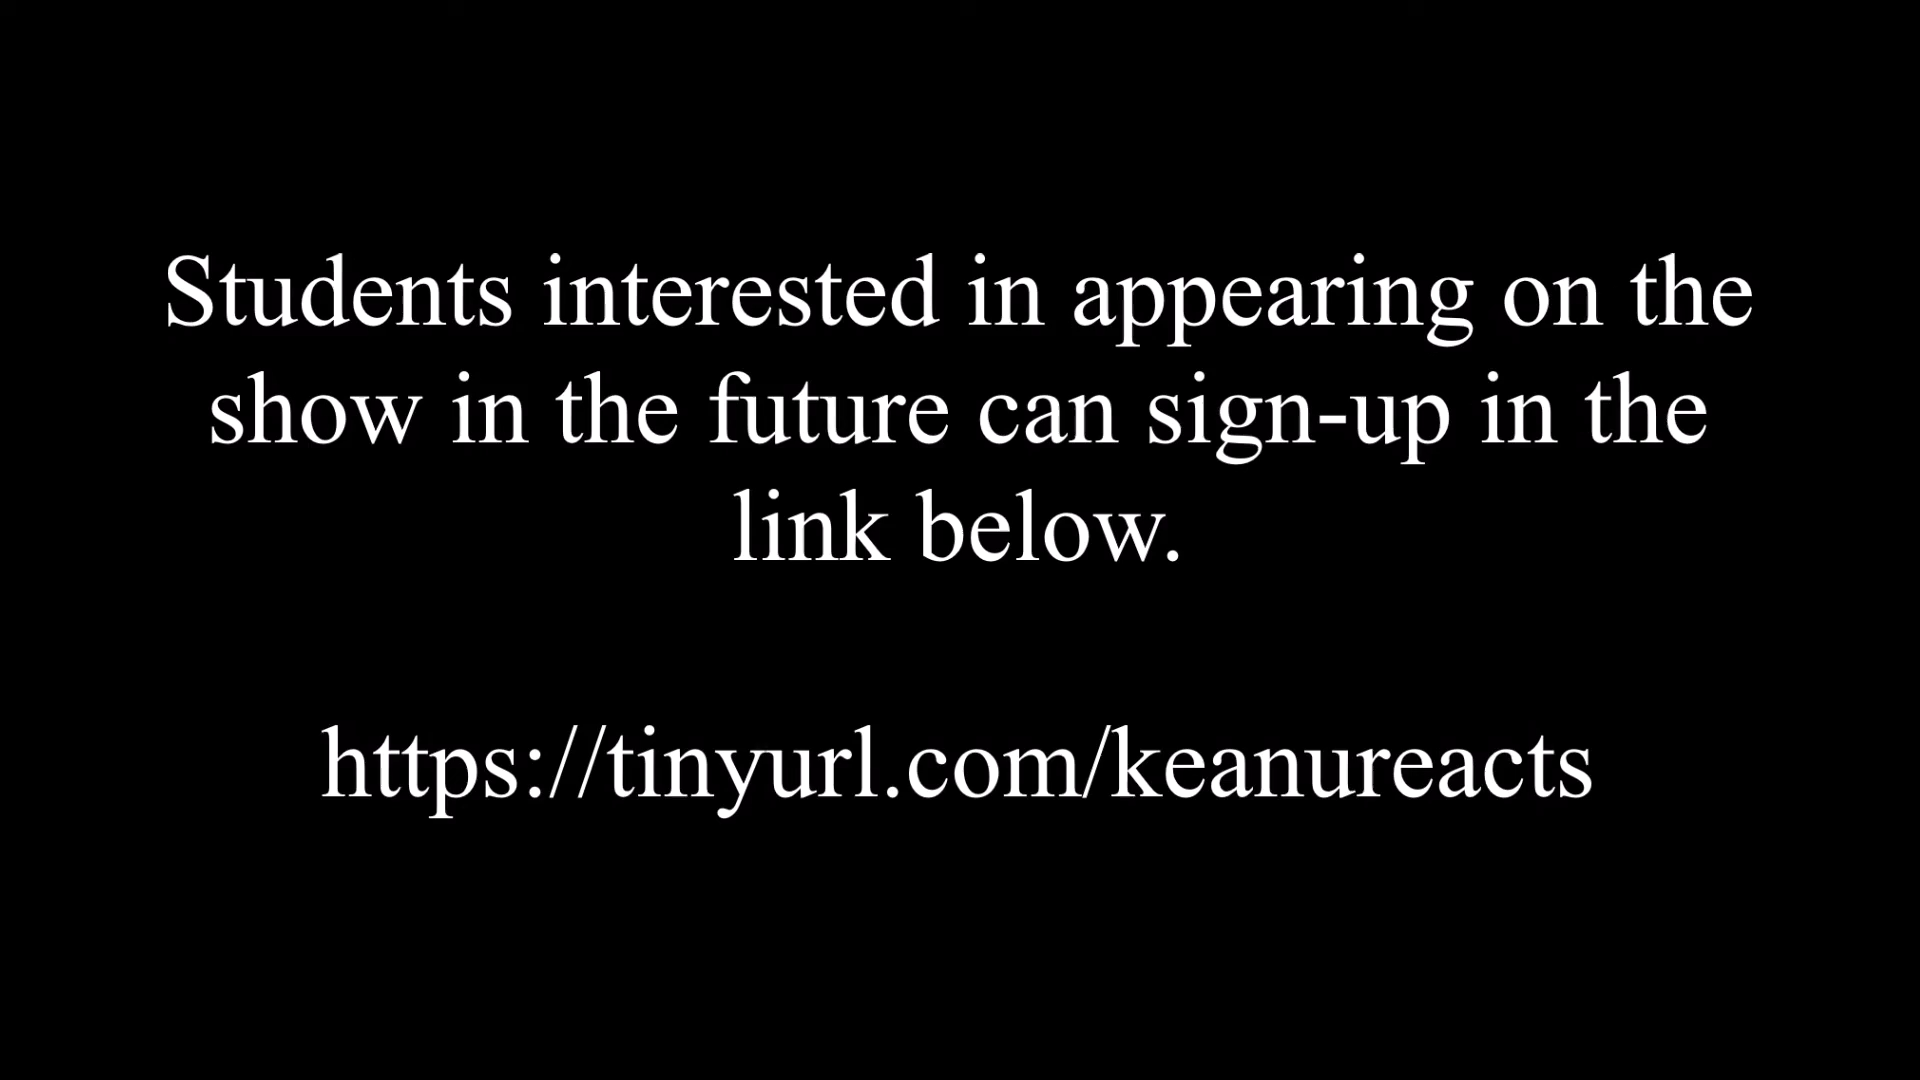 Students interested in appearing on the
show in the future can sign-up in the
link below.
https://tinyurl.com/keanureacts